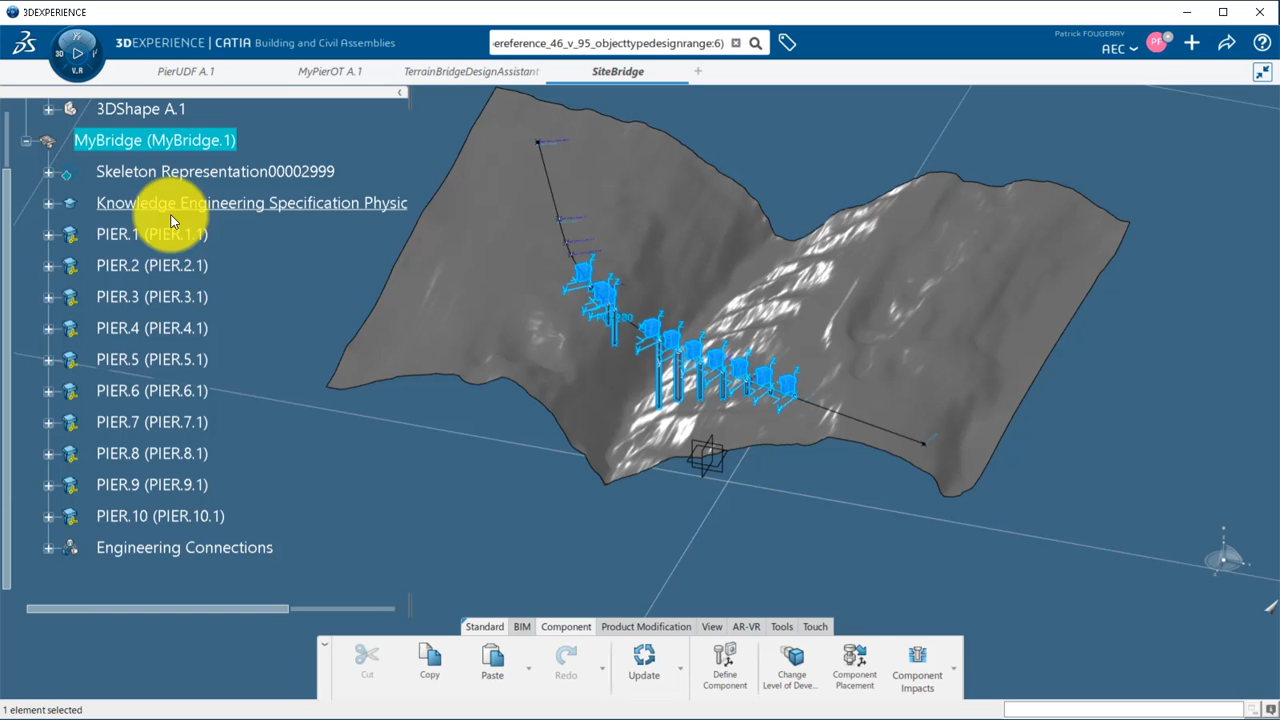 3DEXPERIENCE
3DEXPERIENCE | CATIA Building and Civil Assemblies
ereference_46_v_95_objecttypedesignrange:6)
Patrick FOUGERAY
AEC
PF
3D
V.R
PierUDF A.1
MyPierOT A.1
TerrainBridgeDesignAssistant
SiteBridge
3DShape A.1
MyBridge (MyBridge.1)
Skeleton Representation00002999
Knowledge Engineering Specification Physic
PIER.1 (PIER.1.1)
PIER.2 (PIER.2.1)
PIER.3 (PIER.3.1)
PIER.4 (PIER.4.1)
PIER.5 (PIER.5.1)
PIER.6 (PIER.6.1)
PIER.7 (PIER.7.1)
PIER.8 (PIER.8.1)
PIER.9 (PIER.9.1)
PIER.10 (PIER.10.1)
Engineering Connections
Standard
BIM
Component
Product Modification
View
AR-VR
Tools
Touch
Cut
Copy
Paste
Redo
Update
Define
Component
Change
Level of Deve...
Component
Placement
Component
Impacts
1 element selected